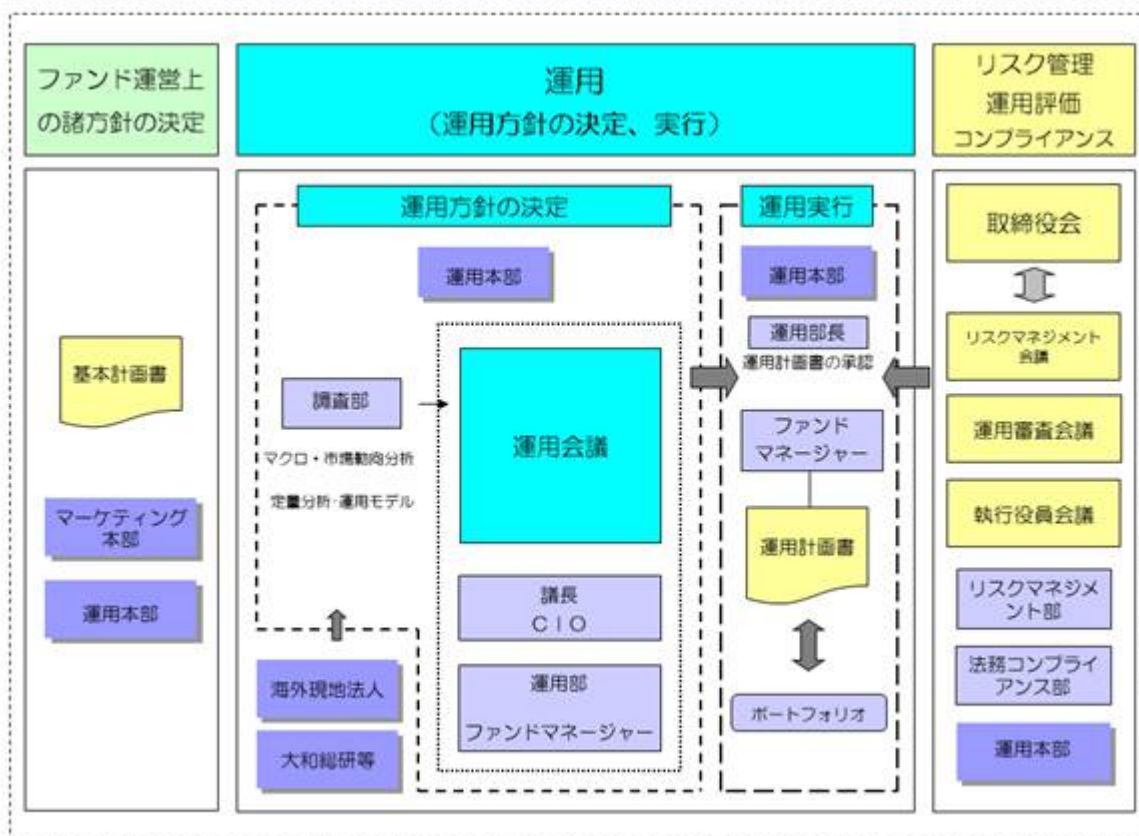 ファンド運営上
の諸方針の決定
運用
（運用方針の決定、実行）
リスク管理
運用評価
コンプライアンス
基本計画書
マーケティング
本部
運用本部
運用方針の決定
運用本部
調査部
マクロ・市場動向分析
定量分析・運用モデル
運用会議
議長
ＣＩＯ
運用部
ファンドマネージャー
海外現地法人
大和総研等
運用実行
運用本部
運用部長
運用計画書の承認
ファンド
マネージャー
運用計画書
ポートフォリオ
取締役会
リスクマネジメント
会議
運用審査会議
執行役員会議
リスクマネジメ
ント部
法務コンプライ
アンス部
運用本部